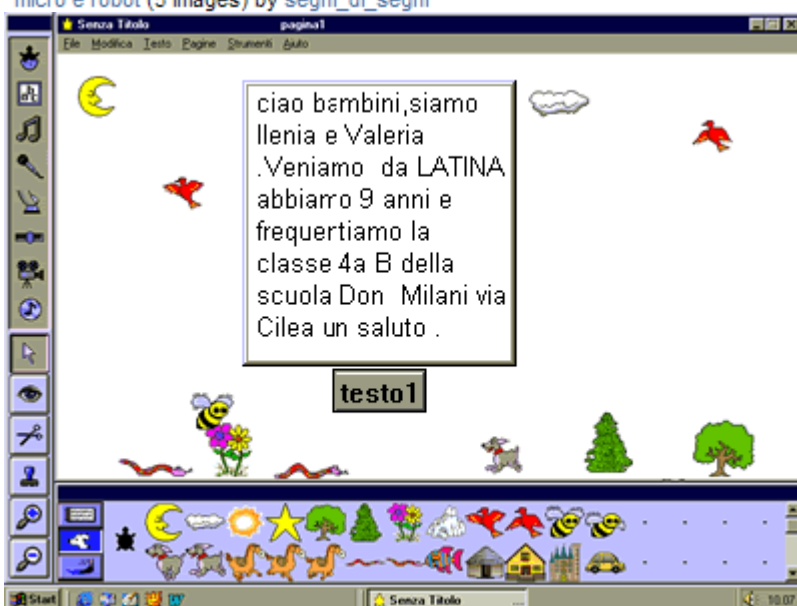 micro e robot (3 images) by segni_di_segni
Senza Titolo pagina1
File Modifica Testo Pagine Strumenti Aiuto
ciao bambini,siamo
Ilenia e Valeria
.Veniamo da LATINA
abbiamo 9 anni e
frequertiamo la
classe 4a B della
scuola Don Milani via
Cilea un saluto .
testo1
Start
Senza Titolo ...
10.07